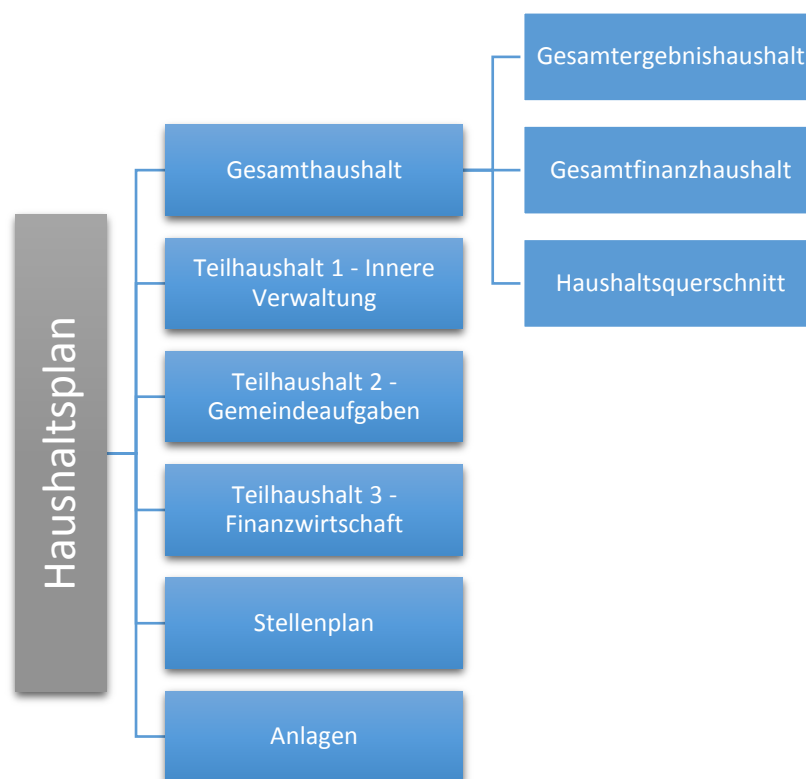 Haushaltsplan
Gesamthaushalt
Gesamtergebnishaushalt
Gesamtfinanzhaushalt
Haushaltsquerschnitt
Teilhaushalt 1 - Innere
Verwaltung
Teilhaushalt 2 -
Gemeindeaufgaben
Teilhaushalt 3 -
Finanzwirtschaft
Stellenplan
Anlagen